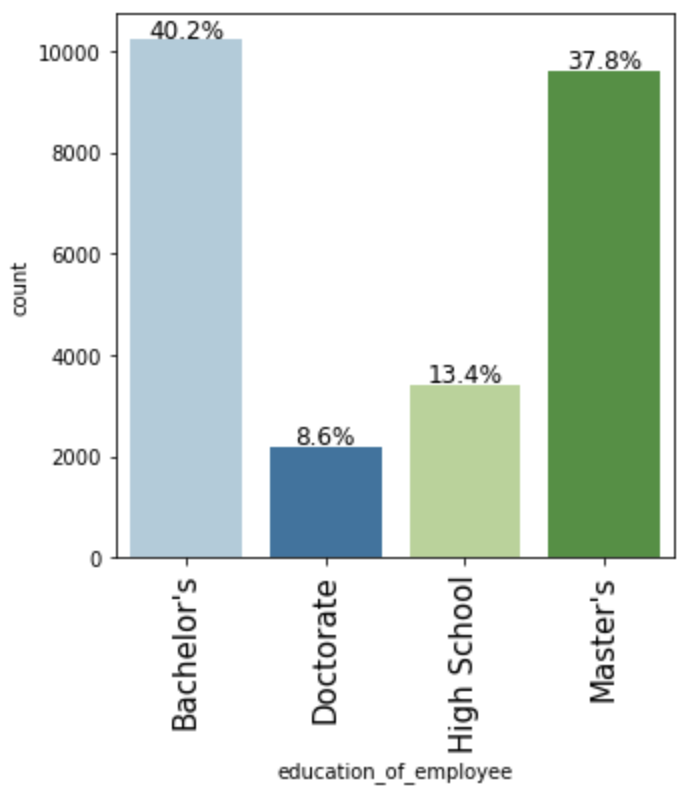 40.2%
10000
37.8%
8000
6000
count
4000
13.4%
8.6%
2000
0
Bachelor's
Doctorate
High School
Master's
education_of_employee